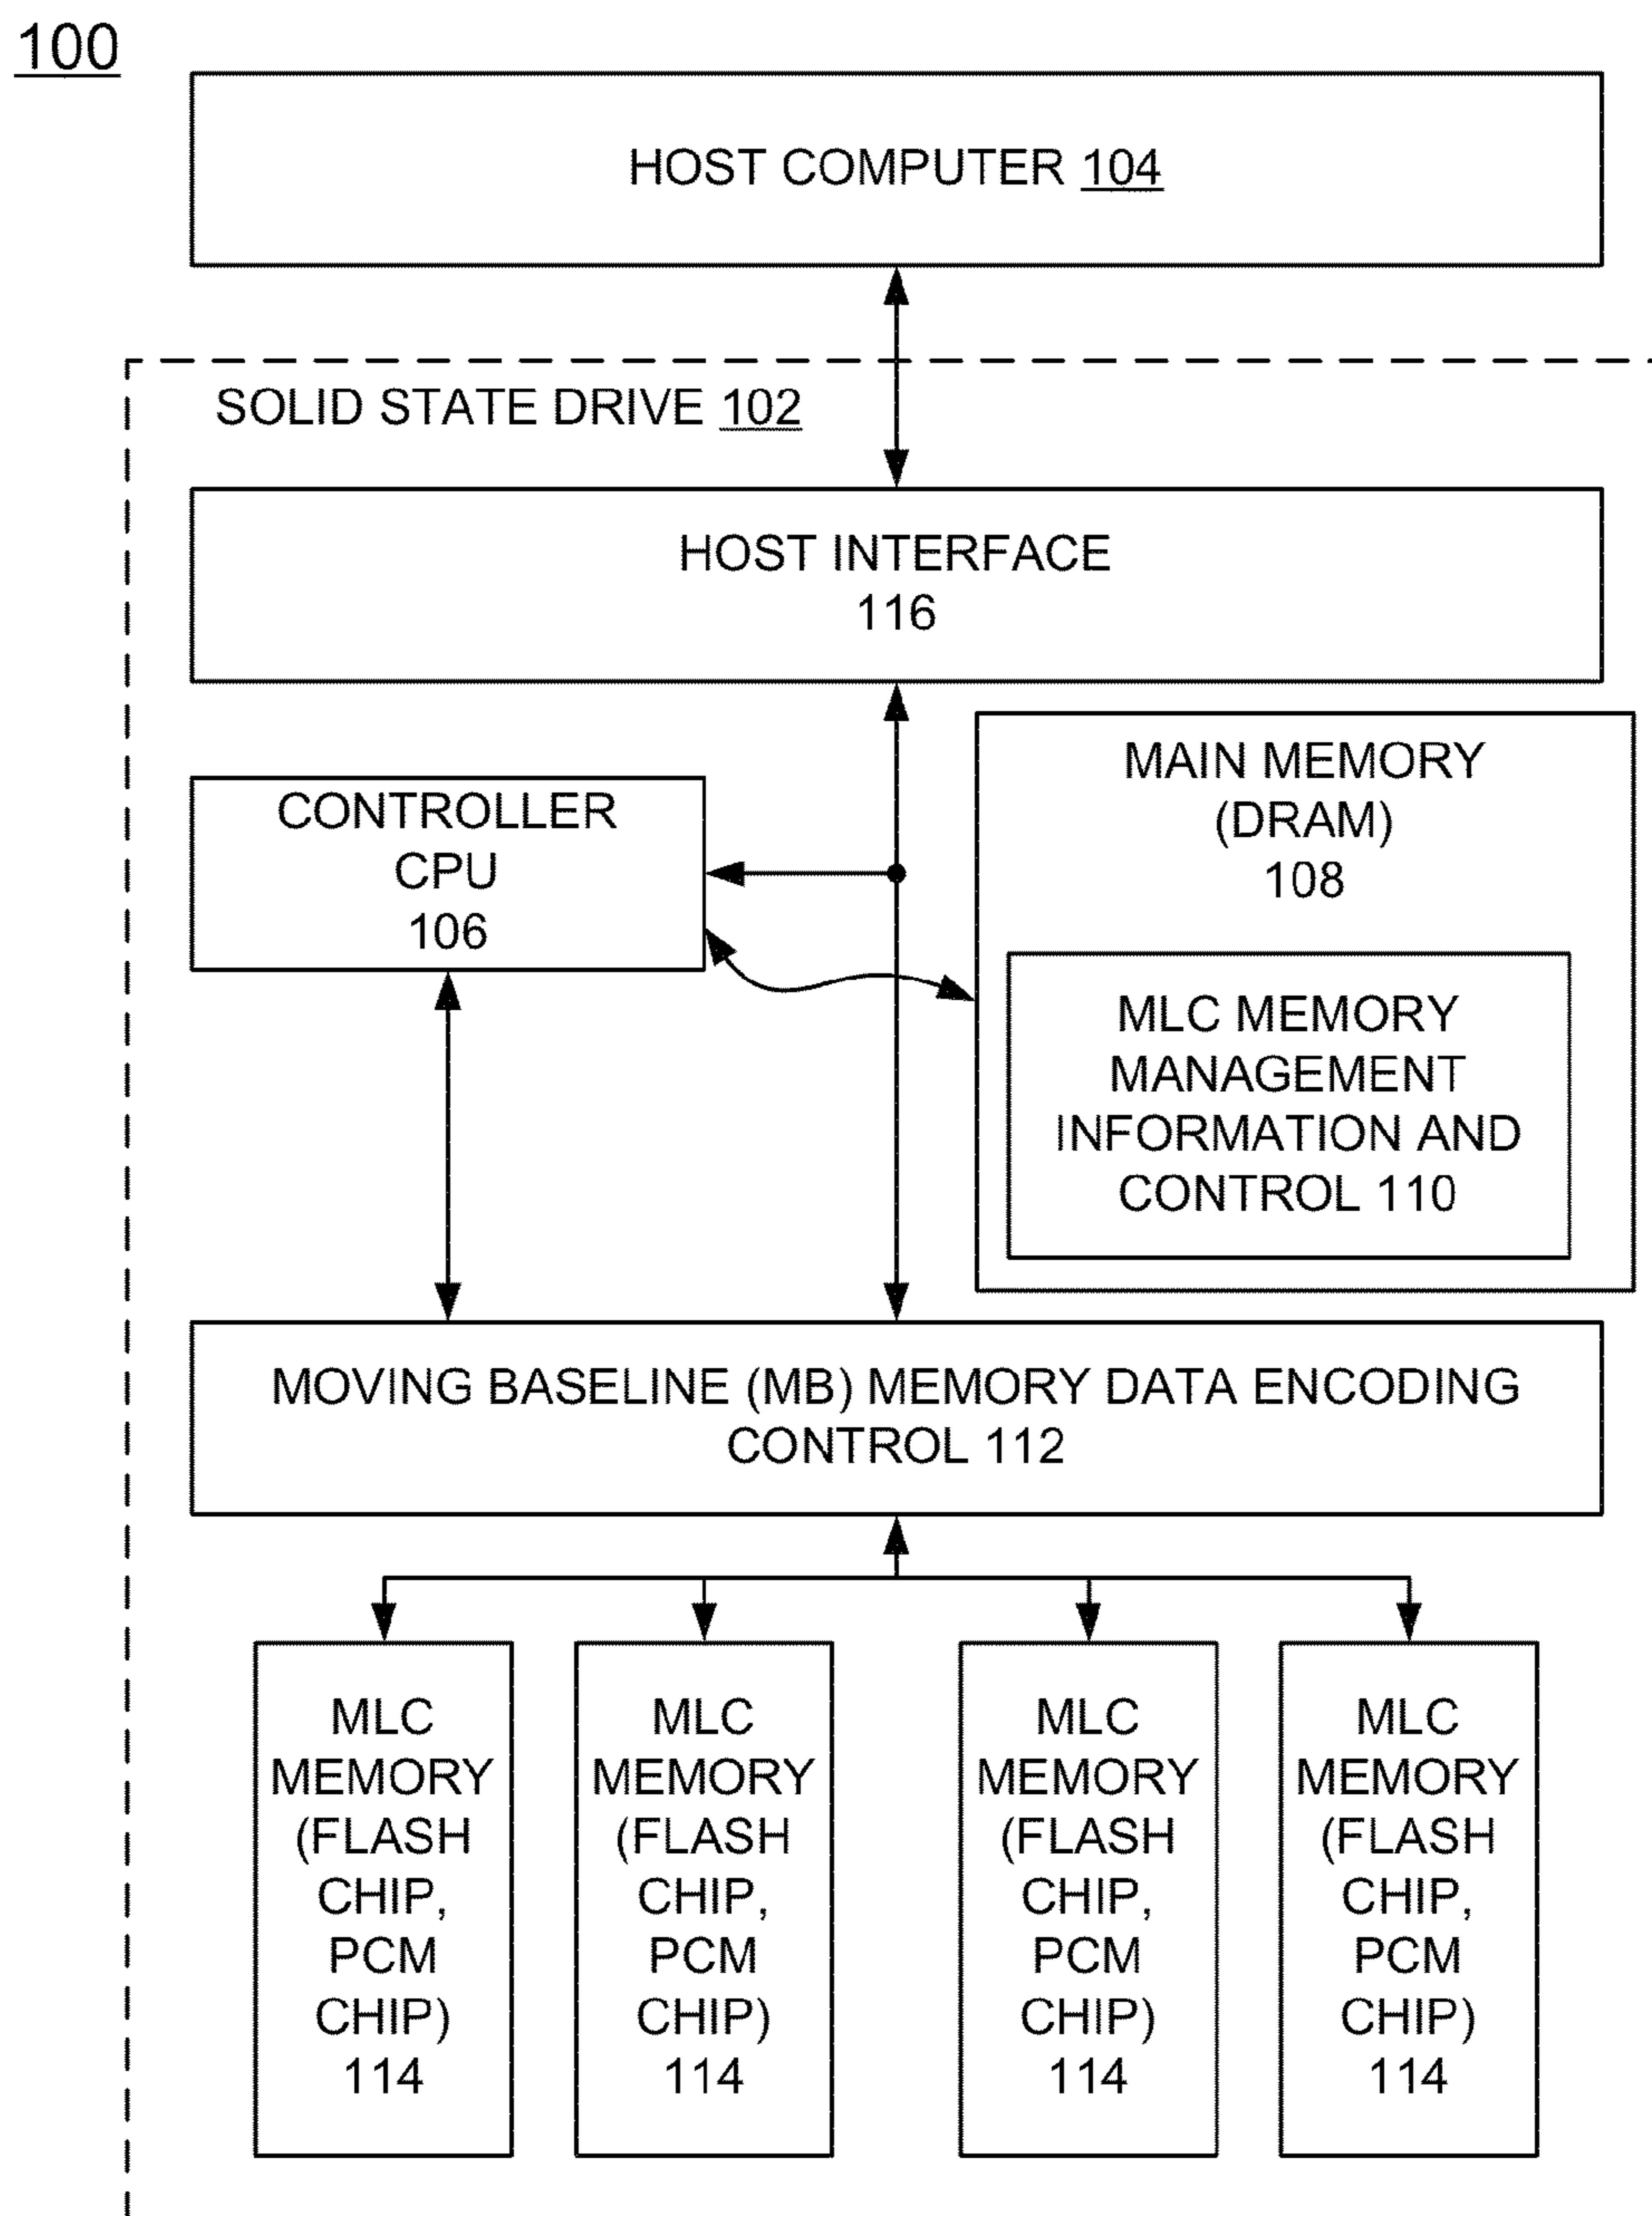 100
HOST COMPUTER 104
SOLID STATE DRIVE 102
HOST INTERFACE
116
CONTROLLER
CPU
106
MAIN MEMORY
(DRAM)
108
MLC MEMORY
MANAGEMENT
INFORMATION AND
CONTROL 110
MOVING BASELINE (MB) MEMORY DATA ENCODING
CONTROL 112
MLC
MEMORY
(FLASH
CHIP,
PCM
CHIP)
114
MLC
MEMORY
(FLASH
CHIP,
PCM
CHIP)
114
MLC
MEMORY
(FLASH
CHIP,
PCM
CHIP)
114
MLC
MEMORY
(FLASH
CHIP,
PCM
CHIP)
114